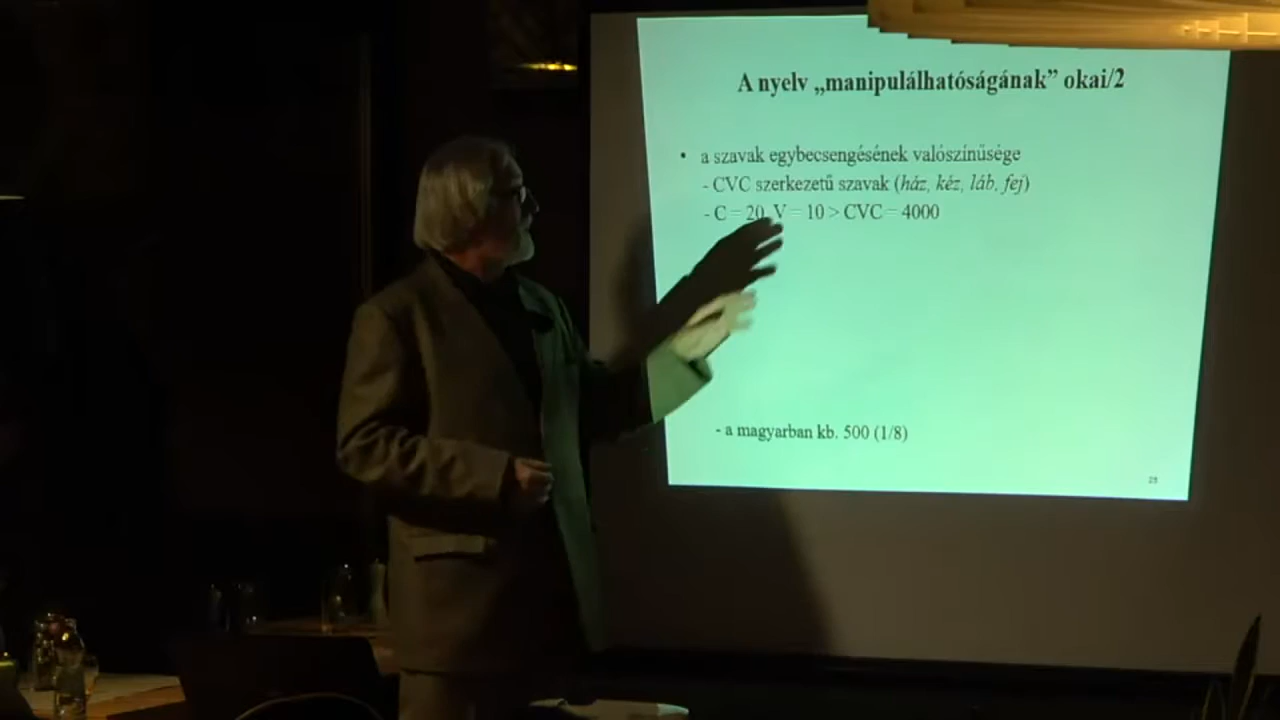 A nyelv „manipulálhatóságának” okai/2
• a szavak egybecsengésének valószínűsége
- CVC szerkezetű szavak (ház, kéz, láb, fej)
- C = 20, V = 10 > CVC = 4000
- a magyarban kb. 500 (1/8)